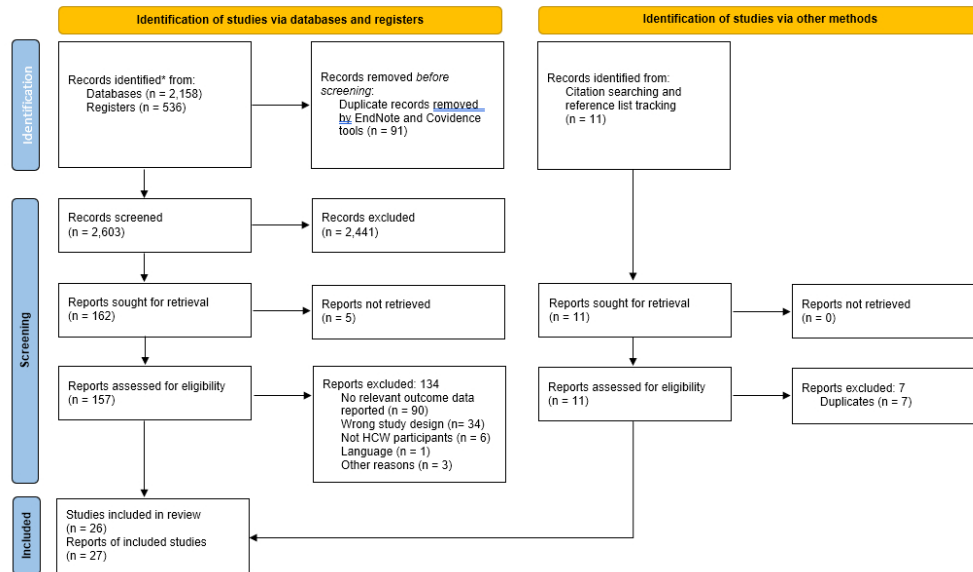 Identification of studies via databases and registers
Identification of studies via other methods
Identification
Records identified* from:
Databases (n = 2,158)
Registers (n = 536)
Records removed before
screening:
Duplicate records removed
by EndNote and Covidence
tools (n = 91)
Records identified from:
Citation searching and
reference list tracking
(n = 11)
Screening
Records screened
(n = 2,603)
Records excluded
(n = 2,441)
Reports sought for retrieval
(n = 162)
Reports not retrieved
(n = 5)
Reports sought for retrieval
(n = 11)
Reports not retrieved
(n = 0)
Reports assessed for eligibility
(n = 157)
Reports excluded: 134
No relevant outcome data
reported (n = 90)
Wrong study design (n= 34)
Not HCW participants (n = 6)
Language (n = 1)
Other reasons (n = 3)
Reports assessed for eligibility
(n = 11)
Reports excluded: 7
Duplicates (n = 7)
Included
Studies included in review
(n = 26)
Reports of included studies
(n = 27)